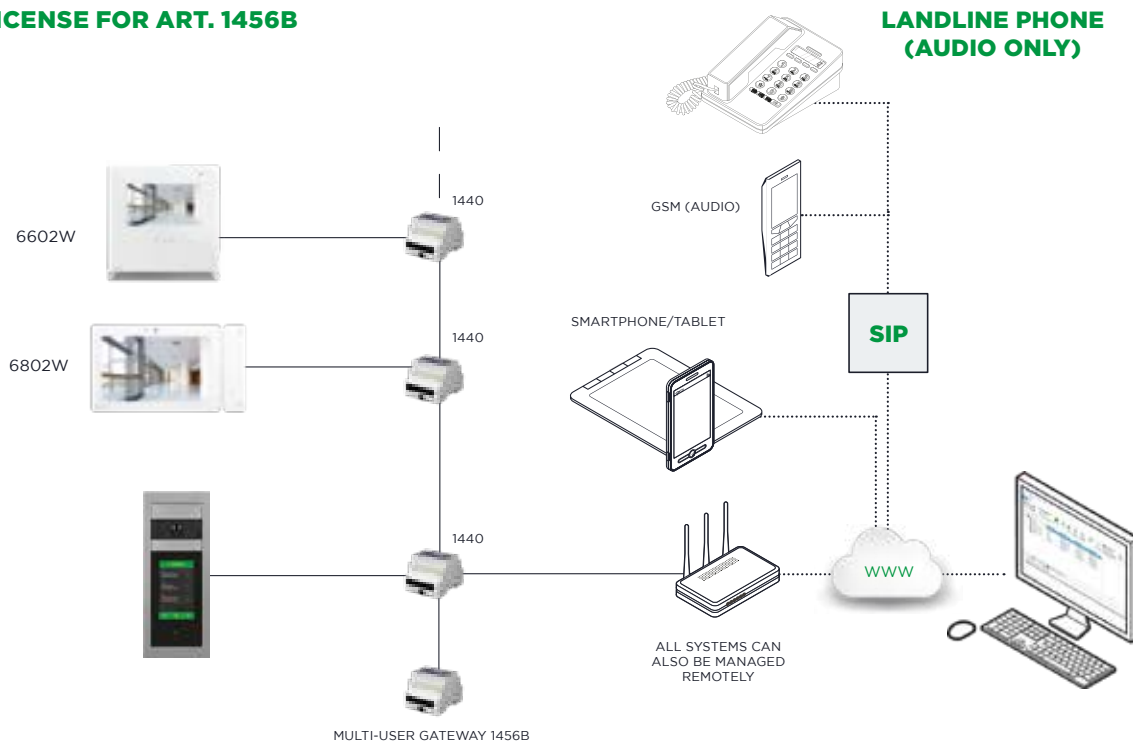 ICENSE FOR ART. 1456B
LANDLINE PHONE
(AUDIO ONLY)
1440
GSM (AUDIO)
6602W
SIP
SMARTPHONE/TABLET
1440
6802W
1440
WWW
ALL SYSTEMS CAN
ALSO BE MANAGED
REMOTELY
MULTI-USER GATEWAY 1456B